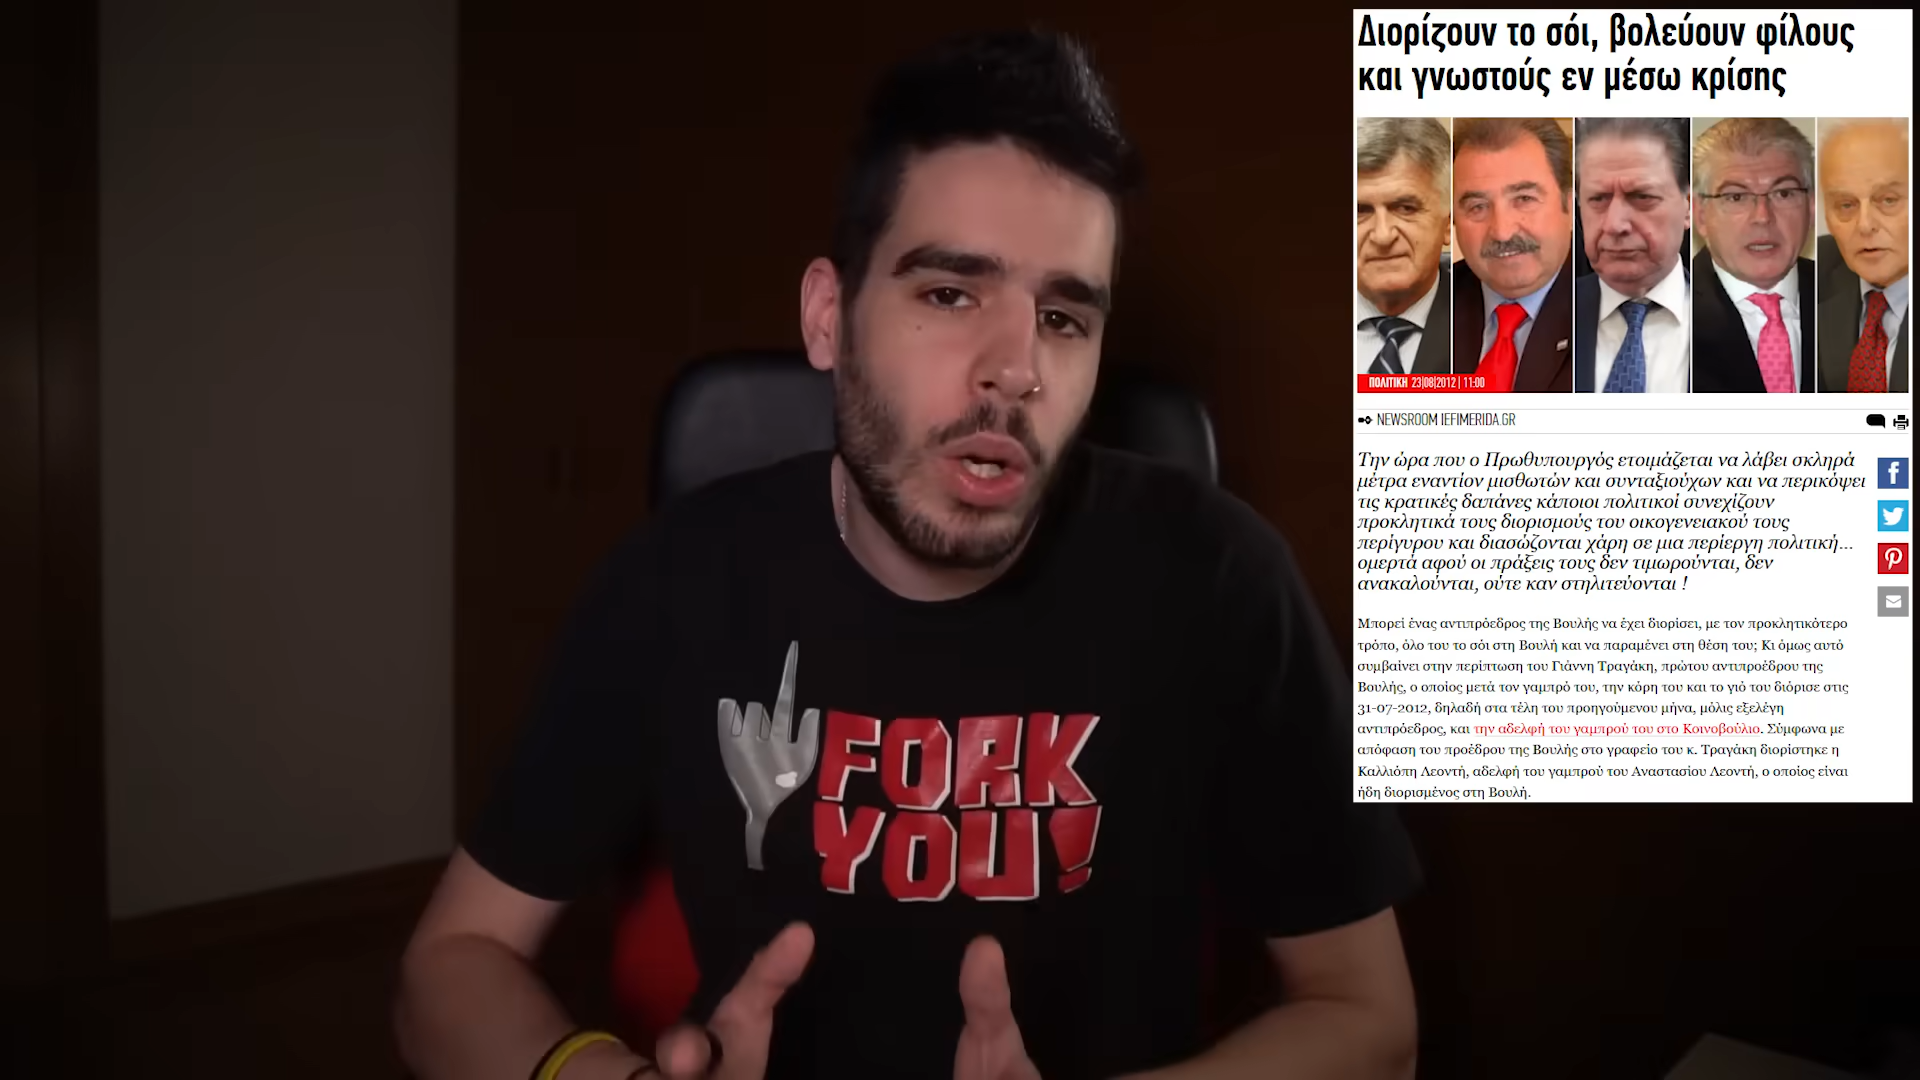 Διορίζουν το σόι, βολεύουν φίλους
και γνωστούς εν μέσω κρίσης
ΠΟΛΙΤΙΚΗ 23|08|2012 | 11:00
NEWSROOM IEFIMERIDA.GR
Την ώρα που ο Πρωθυπουργός ετοιμάζεται να λάβει σκληρά
μέτρα εναντίον μισθωτών και συνταξιούχων και να περικόψει
τις κρατικές δαπάνες κάποιοι πολιτικοί συνεχίζουν
προκλητικά τους διορισμούς του οικογενειακού τους
περίγυρου και διασώζονται χάρη σε μια περίεργη πολιτική...
ομερτά αφού οι πράξεις τους δεν τιμωρούνται, δεν
ανακαλούνται, ούτε καν στηλιτεύονται !
Μπορεί ένας αντιπρόεδρος της Βουλής να έχει διορίσει, με τον προκλητικότερο
τρόπο, όλο του το σόι στη Βουλή και να παραμένει στη θέση του; Κι όμως αυτό
συμβαίνει στην περίπτωση του Γιάννη Τραγάκη, πρώτου αντιπροέδρου της
Βουλής, ο οποίος μετά τον γαμπρό του, την κόρη του και το γιό του διόρισε στις
31-07-2012, δηλαδή στα τέλη του προηγούμενου μήνα, μόλις εξελέγη
αντιπρόεδρος, και την αδελφή του γαμπρού του στο Κοινοβούλιο. Σύμφωνα με
απόφαση του προέδρου της Βουλής στο γραφείο του κ. Τραγάκη διορίστηκε η
Καλλιόπη Λεοντή, αδελφή του γαμπρού του Αναστασίου Λεοντή, ο οποίος είναι
ήδη διορισμένος στη Βουλή.
FORK
YOU!